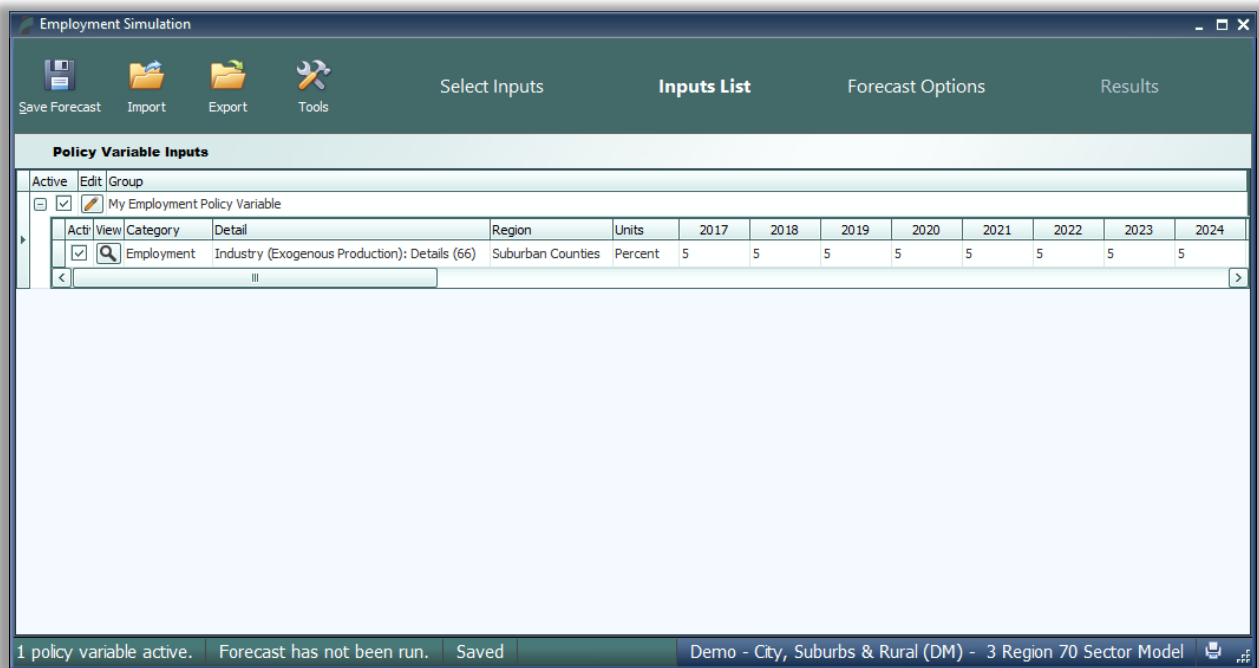 Employment Simulation
Save Forecast Import Export Tools Select Inputs Inputs List Forecast Options Results
Policy Variable Inputs
Active Edit Group
My Employment Policy Variable
Acti View Category Detail Region Units 2017 2018 2019 2020 2021 2022 2023 2024
Employment Industry (Exogenous Production): Details (66) Suburban Counties Percent 5 5 5 5 5 5 5 5
1 policy variable active. Forecast has not been run. Saved Demo - City, Suburbs & Rural (DM) - 3 Region 70 Sector Model